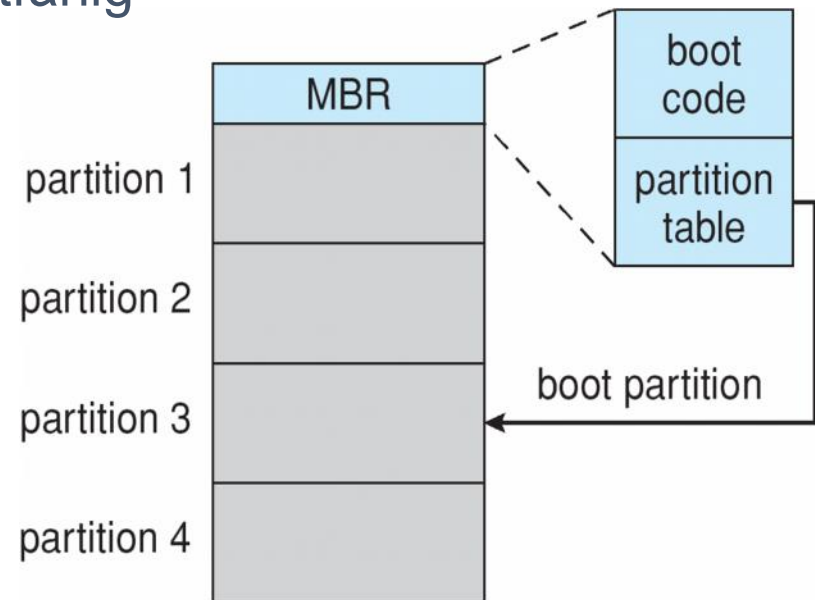 MBR
boot
code
partition 1
partition
table
partition 2
boot partition
partition 3
partition 4